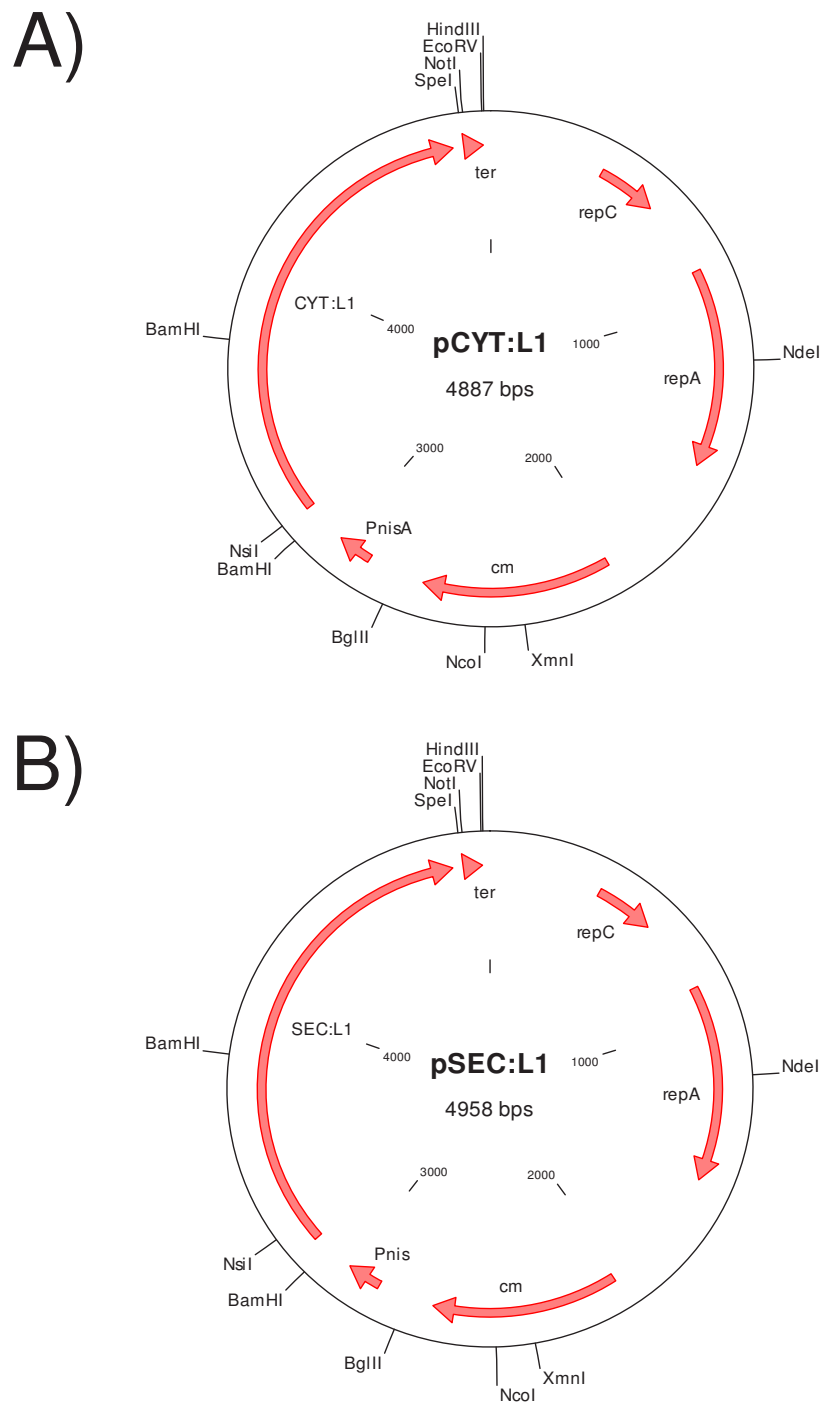 A)
HindIII
EcoRV
NotI
SpeI
ter
repC
CYT:L1
BamHI
4000
pCYT:L1
1000
NdeI
4887 bps
repA
3000
2000
PnisA
NsiI
BamHI
cm
BglII
NcoI
XmnI
B)
HindIII
EcoRV
NotI
SpeI
ter
repC
SEC:L1
BamHI
4000
pSEC:L1
1000
NdeI
4958 bps
repA
3000
2000
Pnis
NsiI
BamHI
cm
BglII
XmnI
NcoI